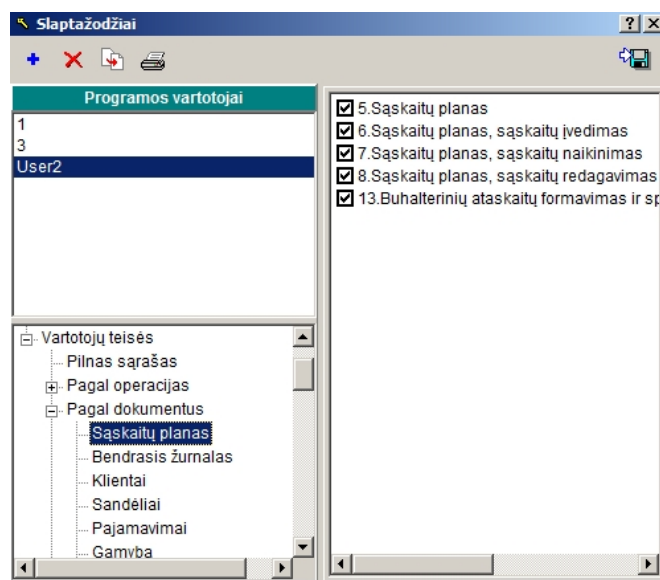 Slaptažodžiai
Programos vartotojai
1
3
User2
Vartotojų teisės
Pilnas sąrašas
Pagal operacijas
Pagal dokumentus
Sąskaitų planas
Bendrasis žurnalas
Klientai
Sandėliai
Pajamavimai
Gamyba
5.Sąskaitų planas
6.Sąskaitų planas, sąskaitų įvedimas
7.Sąskaitų planas, sąskaitų naikinimas
8.Sąskaitų planas, sąskaitų redagavimas
13.Buhalterinių ataskaitų formavimas ir sp